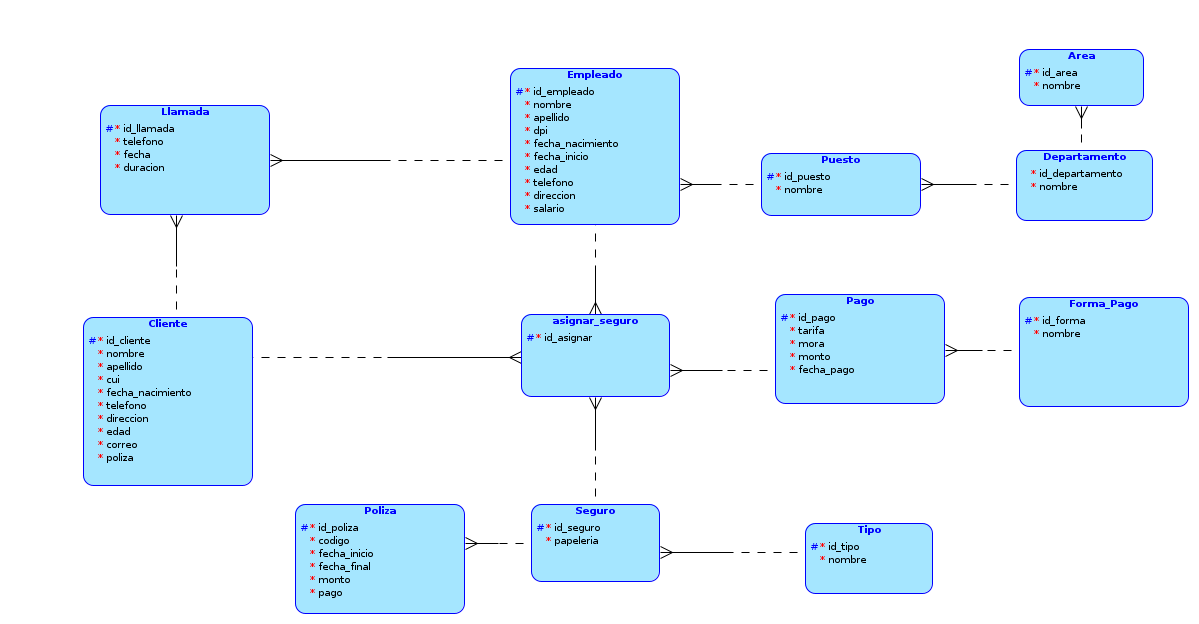 Area
#* id_area
* nombre
Empleado
#* id_empleado
* nombre
* apellido
* dpi
* fecha_nacimiento
* fecha_inicio
* edad
* telefono
* direccion
* salario
Llamada
#* id_llamada
* telefono
* fecha
* duracion
Puesto
#* id_puesto
* nombre
Departamento
* id_departamento
* nombre
Cliente
#* id_cliente
* nombre
* apellido
* cui
* fecha_nacimiento
* telefono
* direccion
* edad
* correo
* poliza
asignar_seguro
#* id_asignar
Pago
#* id_pago
* tarifa
* mora
* monto
* fecha_pago
Forma_Pago
#* id_forma
* nombre
Poliza
#* id_poliza
* codigo
* fecha_inicio
* fecha_final
* monto
* pago
Seguro
#* id_seguro
* papeleria
Tipo
#* id_tipo
* nombre